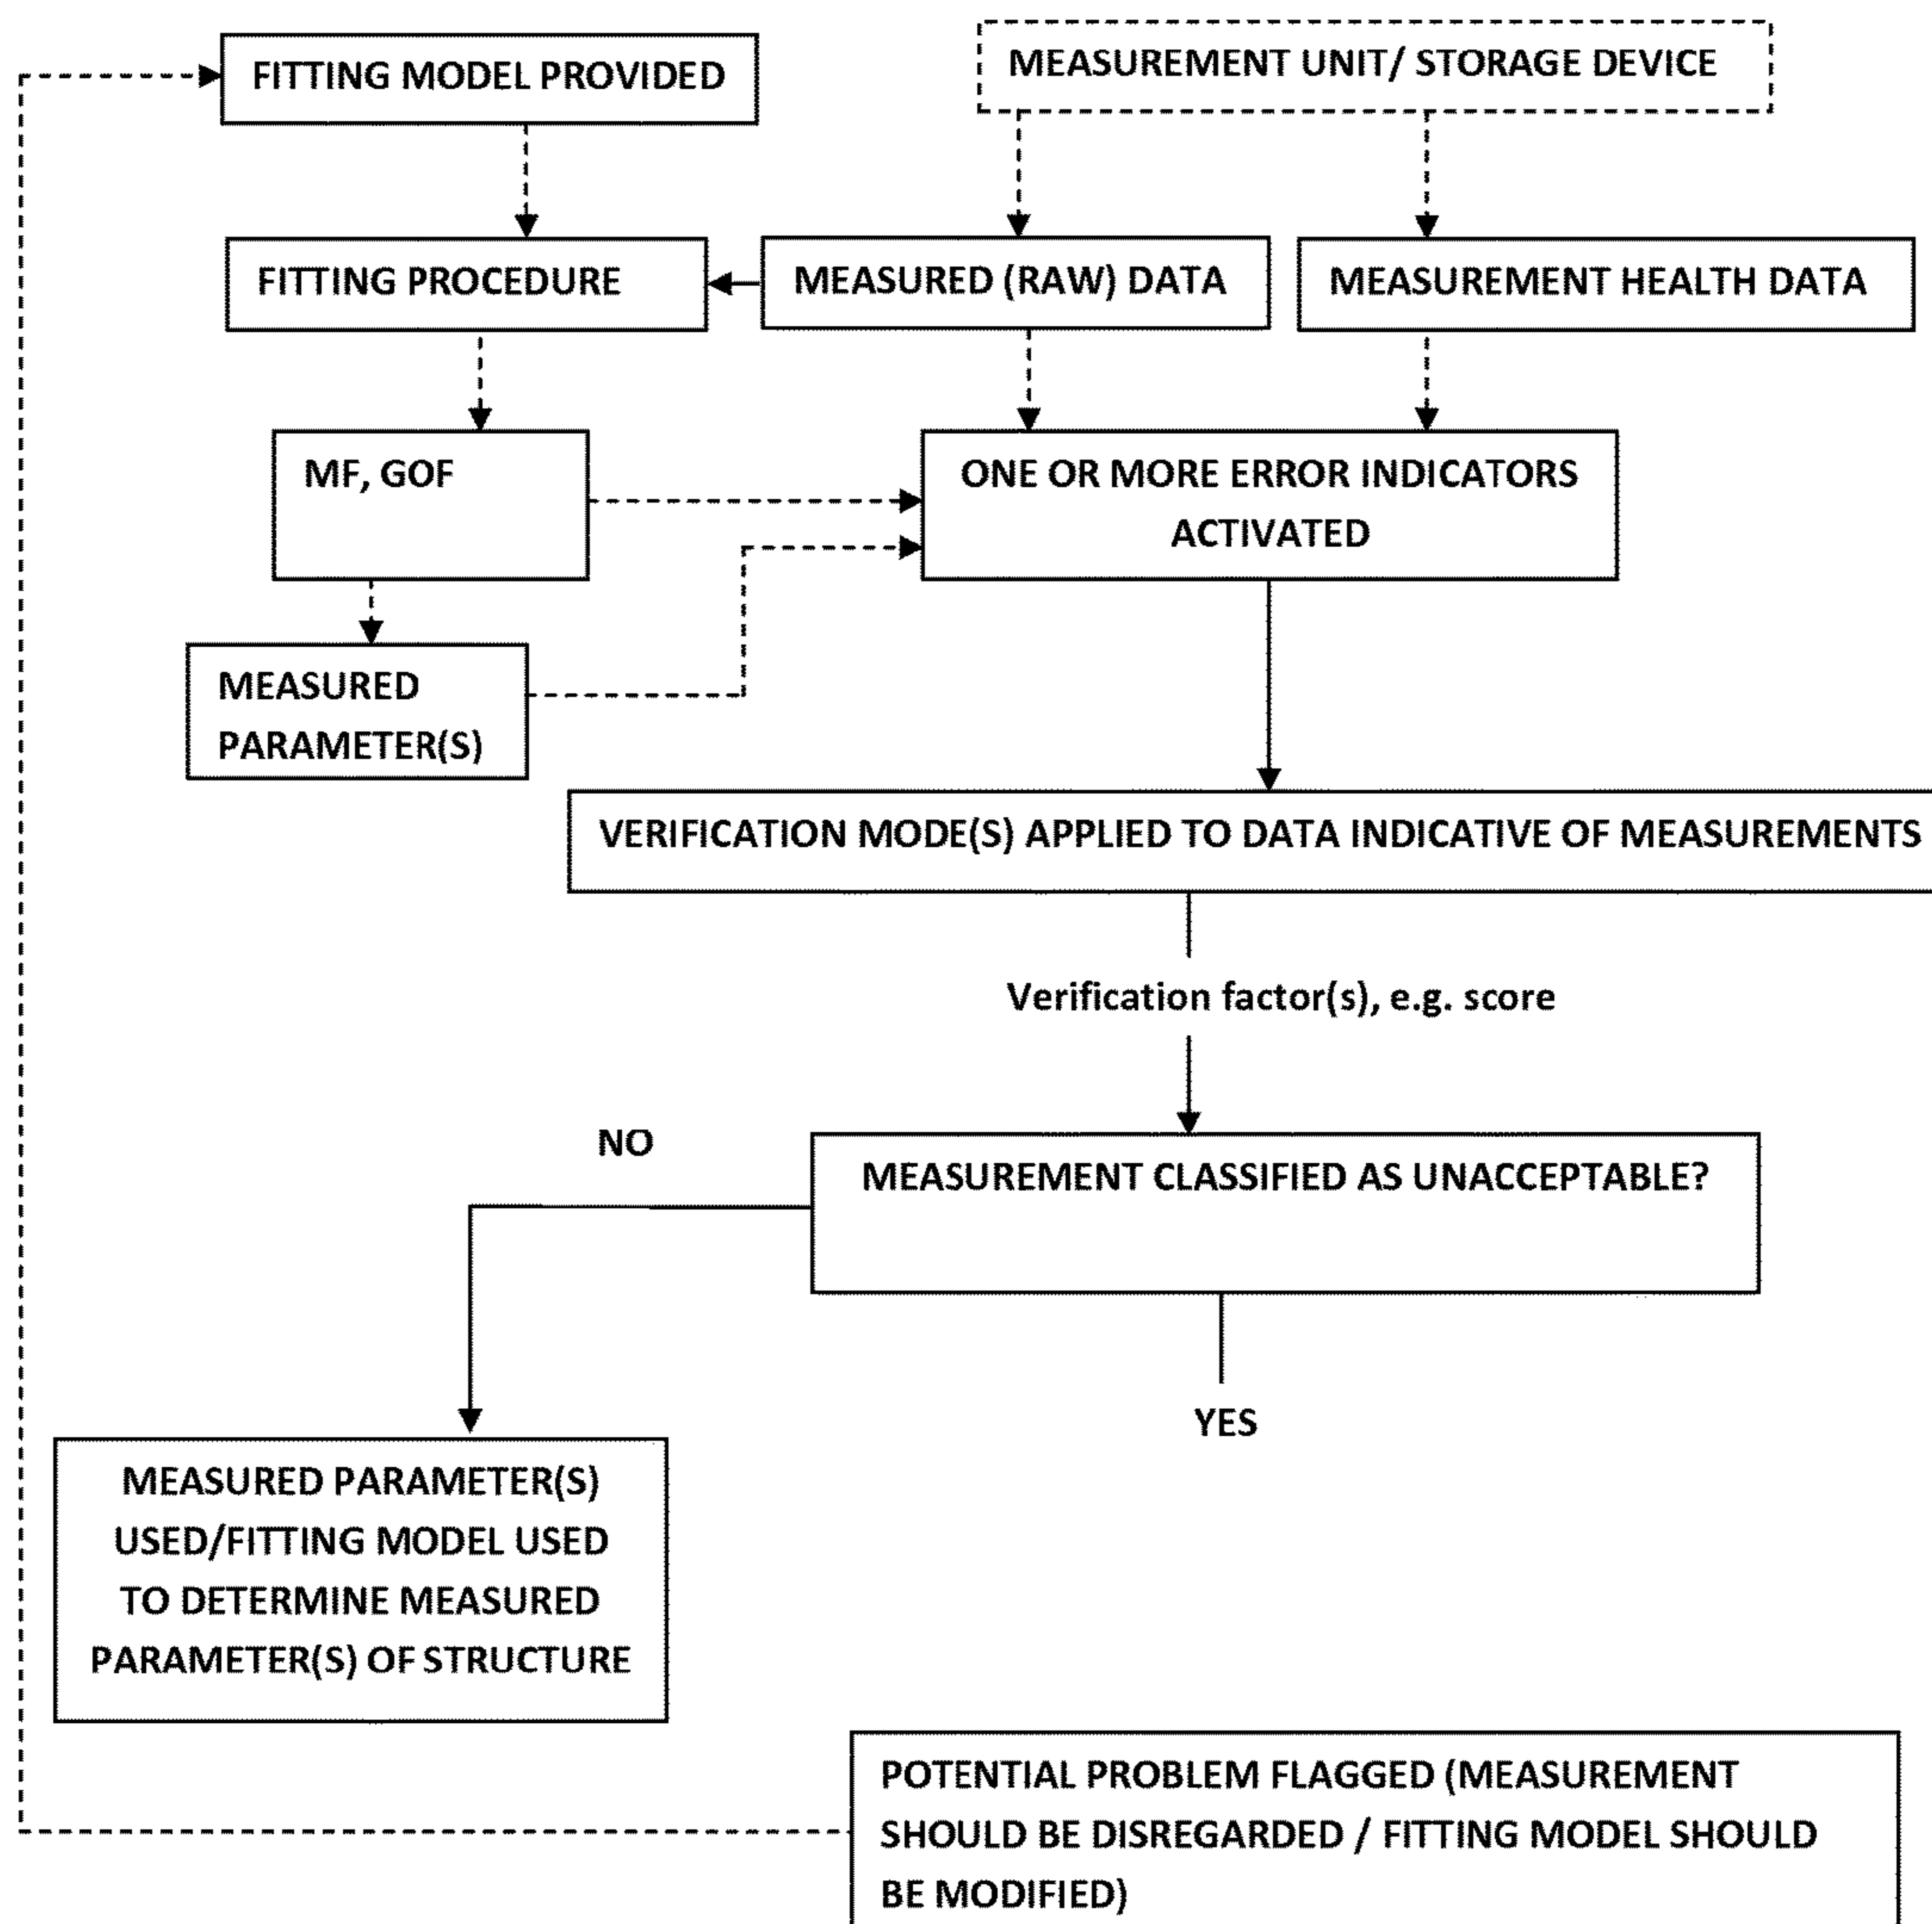 FITTING MODEL PROVIDED
MEASUREMENT UNIT/ STORAGE DEVICE
FITTING PROCEDURE
MEASURED (RAW) DATA
MEASUREMENT HEALTH DATA
MF, GOF
ONE OR MORE ERROR INDICATORS
ACTIVATED
MEASURED
PARAMETER(S)
VERIFICATION MODE(S) APPLIED TO DATA INDICATIVE OF MEASUREMENTS
Verification factor(s), e.g. score
NO
MEASUREMENT CLASSIFIED AS UNACCEPTABLE?
YES
MEASURED PARAMETER(S)
USED/FITTING MODEL USED
TO DETERMINE MEASURED
PARAMETER(S) OF STRUCTURE
POTENTIAL PROBLEM FLAGGED (MEASUREMENT
SHOULD BE DISREGARDED / FITTING MODEL SHOULD
BE MODIFIED)